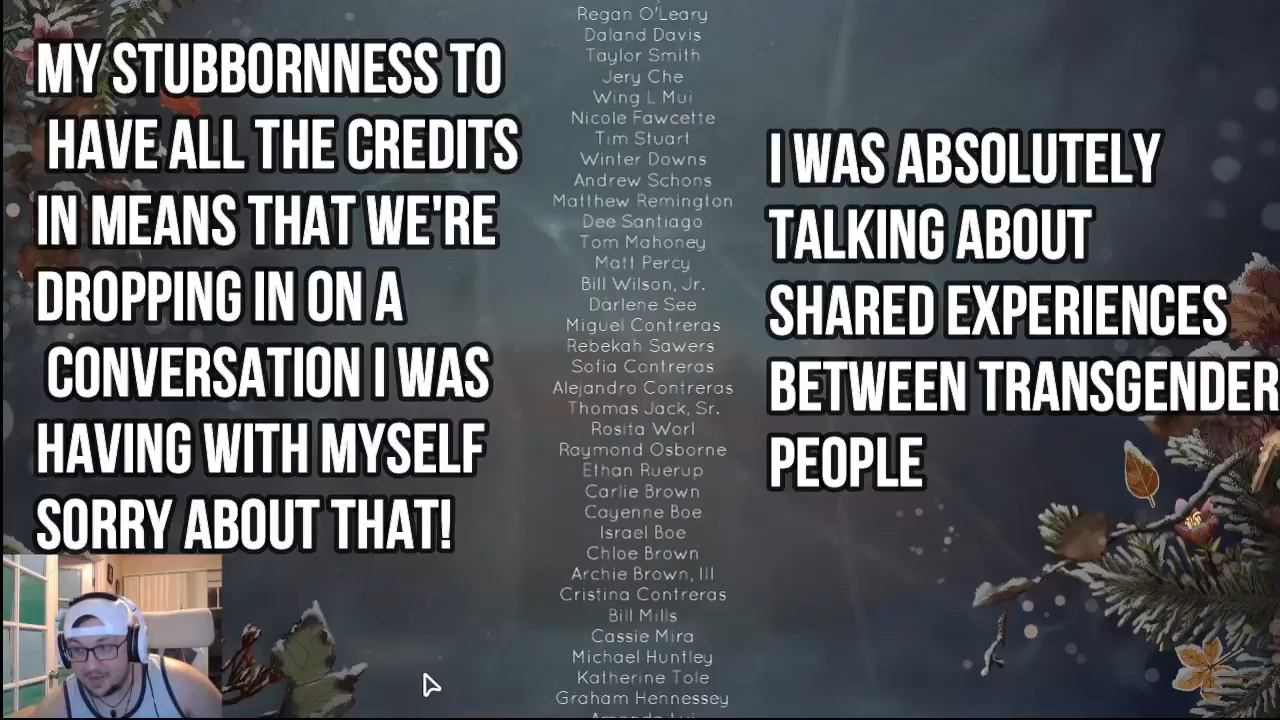 MY STUBBORNNESS TO
HAVE ALL THE CREDITS
IN MEANS THAT WE'RE
DROPPING IN ON A
CONVERSATION I WAS
HAVING WITH MYSELF
SORRY ABOUT THAT!
Regan O'Leary
Daland Davis
Taylor Smith
Jery Che
Wing L Mui
Nicole Fawcette
Tim Stuart
Winter Downs
Andrew Schons
Matthew Remington
Dee Santiago
Tom Mahoney
Matt Percy
Bill Wilson, Jr.
Darlene See
Miguel Contreras
Rebekah Sawers
Sofia Contreras
Alejandro Contreras
Thomas Jack, Sr.
Rosita Worl
Raymond Osborne
Ethan Ruerup
Carlie Brown
Cayenne Boe
Israel Boe
Chloe Brown
Archie Brown, III
Cristina Contreras
Bill Mills
Cassie Mira
Michael Huntley
Katherine Tole
Graham Hennessey
I WAS ABSOLUTELY
TALKING ABOUT
SHARED EXPERIENCES
BETWEEN TRANSGENDER
PEOPLE